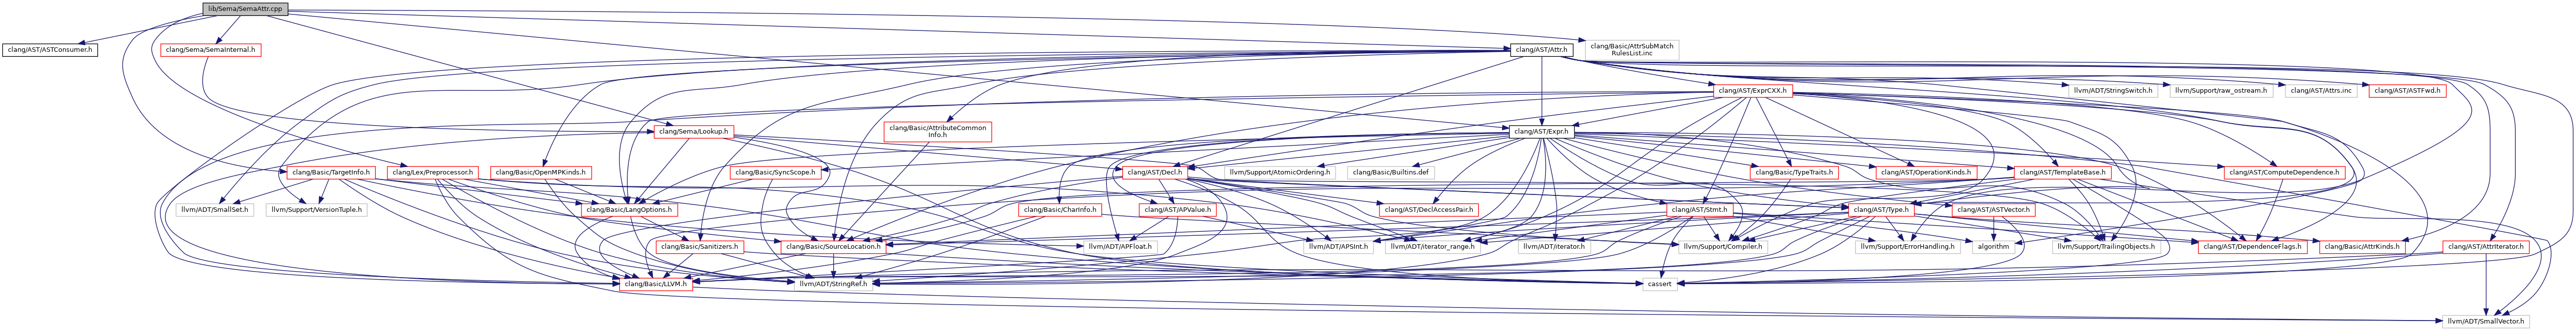 lib/Sema/SemaAttr.cpp
clang/AST/ASTConsumer.h
clang/Sema/SemaInternal.h
clang/AST/Attr.h
clang/Basic/AttrSubMatch
RulesList.inc
clang/AST/ExprCXX.h
llvm/ADT/StringSwitch.h
llvm/Support/raw_ostream.h
clang/AST/Attrs.inc
clang/AST/ASTFwd.h
clang/Sema/Lookup.h
clang/Basic/AttributeCommon
Info.h
clang/AST/Expr.h
clang/Basic/TargetInfo.h
clang/Lex/Preprocessor.h
clang/Basic/OpenMPKinds.h
clang/Basic/SyncScope.h
clang/AST/Decl.h
llvm/Support/AtomicOrdering.h
clang/Basic/Builtins.def
clang/Basic/TypeTraits.h
clang/AST/OperationKinds.h
clang/AST/TemplateBase.h
clang/AST/ComputeDependence.h
llvm/ADT/SmallSet.h
llvm/Support/VersionTuple.h
clang/Basic/LangOptions.h
clang/Basic/CharInfo.h
clang/AST/APValue.h
clang/AST/DeclAccessPair.h
clang/AST/Stmt.h
clang/AST/Type.h
clang/AST/ASTVector.h
clang/Basic/Sanitizers.h
clang/Basic/SourceLocation.h
llvm/ADT/APFloat.h
llvm/ADT/APSInt.h
llvm/ADT/iterator_range.h
llvm/ADT/iterator.h
llvm/Support/Compiler.h
llvm/Support/ErrorHandling.h
algorithm
llvm/Support/TrailingObjects.h
clang/AST/DependenceFlags.h
clang/Basic/AttrKinds.h
clang/AST/AttrIterator.h
clang/Basic/LLVM.h
llvm/ADT/StringRef.h
cassert
llvm/ADT/SmallVector.h